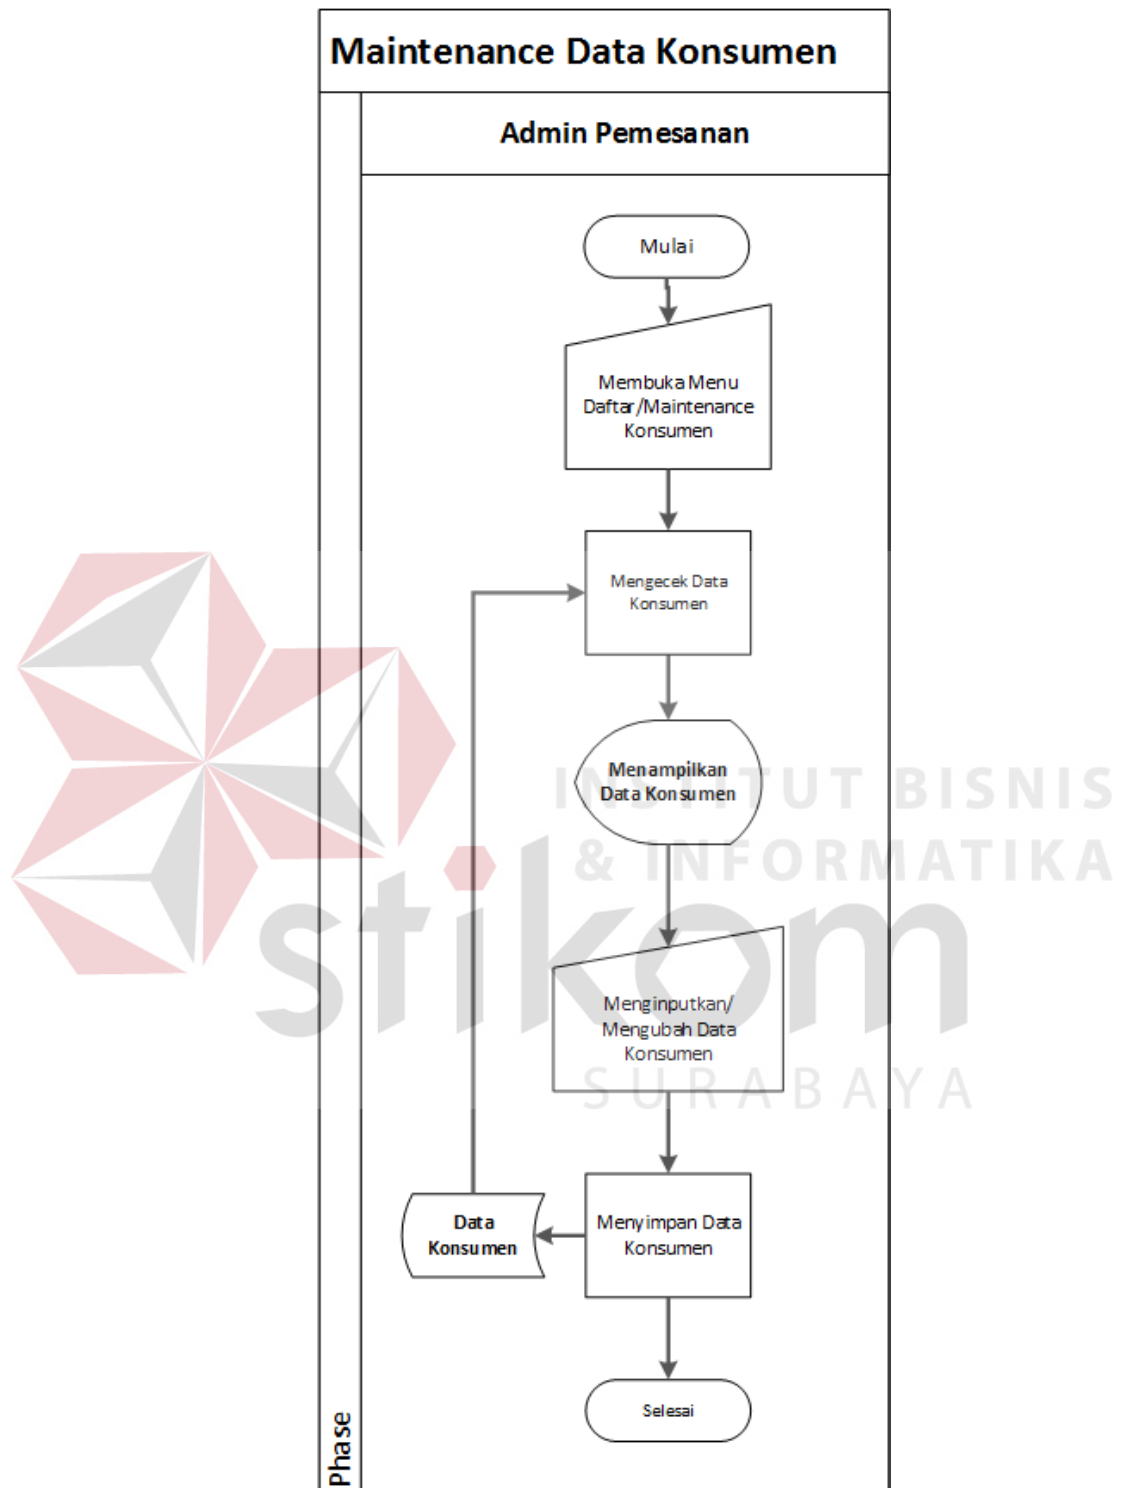 Maintenance Data Konsumen
Admin Pemesanan
Mulai
Membuka Menu
Daftar/Maintenance
Konsumen
Mengecek Data
Konsumen
Menampilkan
Data Konsumen
INSTITUT BISNIS
& INFORMATIKA
stikom
SURABAYA
Menginputkan/
Mengubah Data
Konsumen
Menyimpan Data
Konsumen
Data
Konsumen
Selesai
Phase